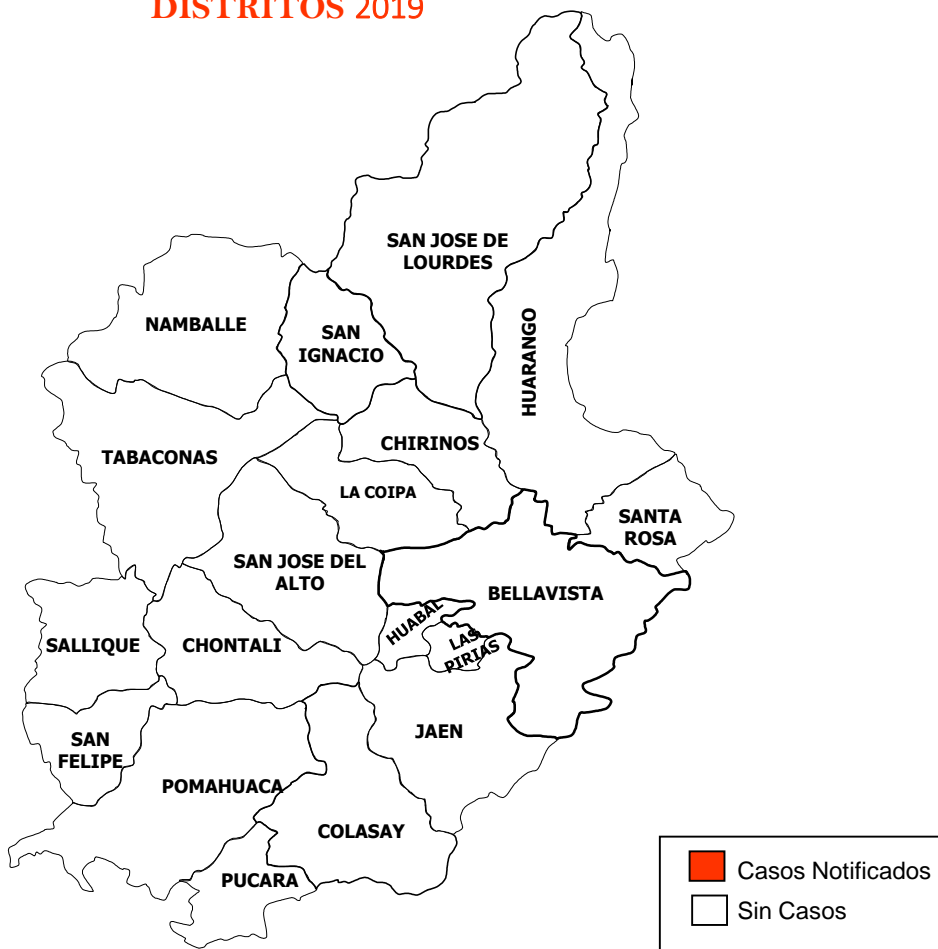 DISTRITOS 2019
SAN JOSE DE
LOURDES
NAMBALLE
SAN
IGNACIO
HUARANGO
TABACONAS
CHIRINOS
LA COIPA
SANTA
ROSA
SAN JOSE DEL
ALTO
BELLAVISTA
HUABAL
LAS
PIRIAS
SALLIQUE
CHONTALI
JAEN
SAN
FELIPE
POMAHUACA
COLASAY
PUCARA
Casos Notificados
Sin Casos